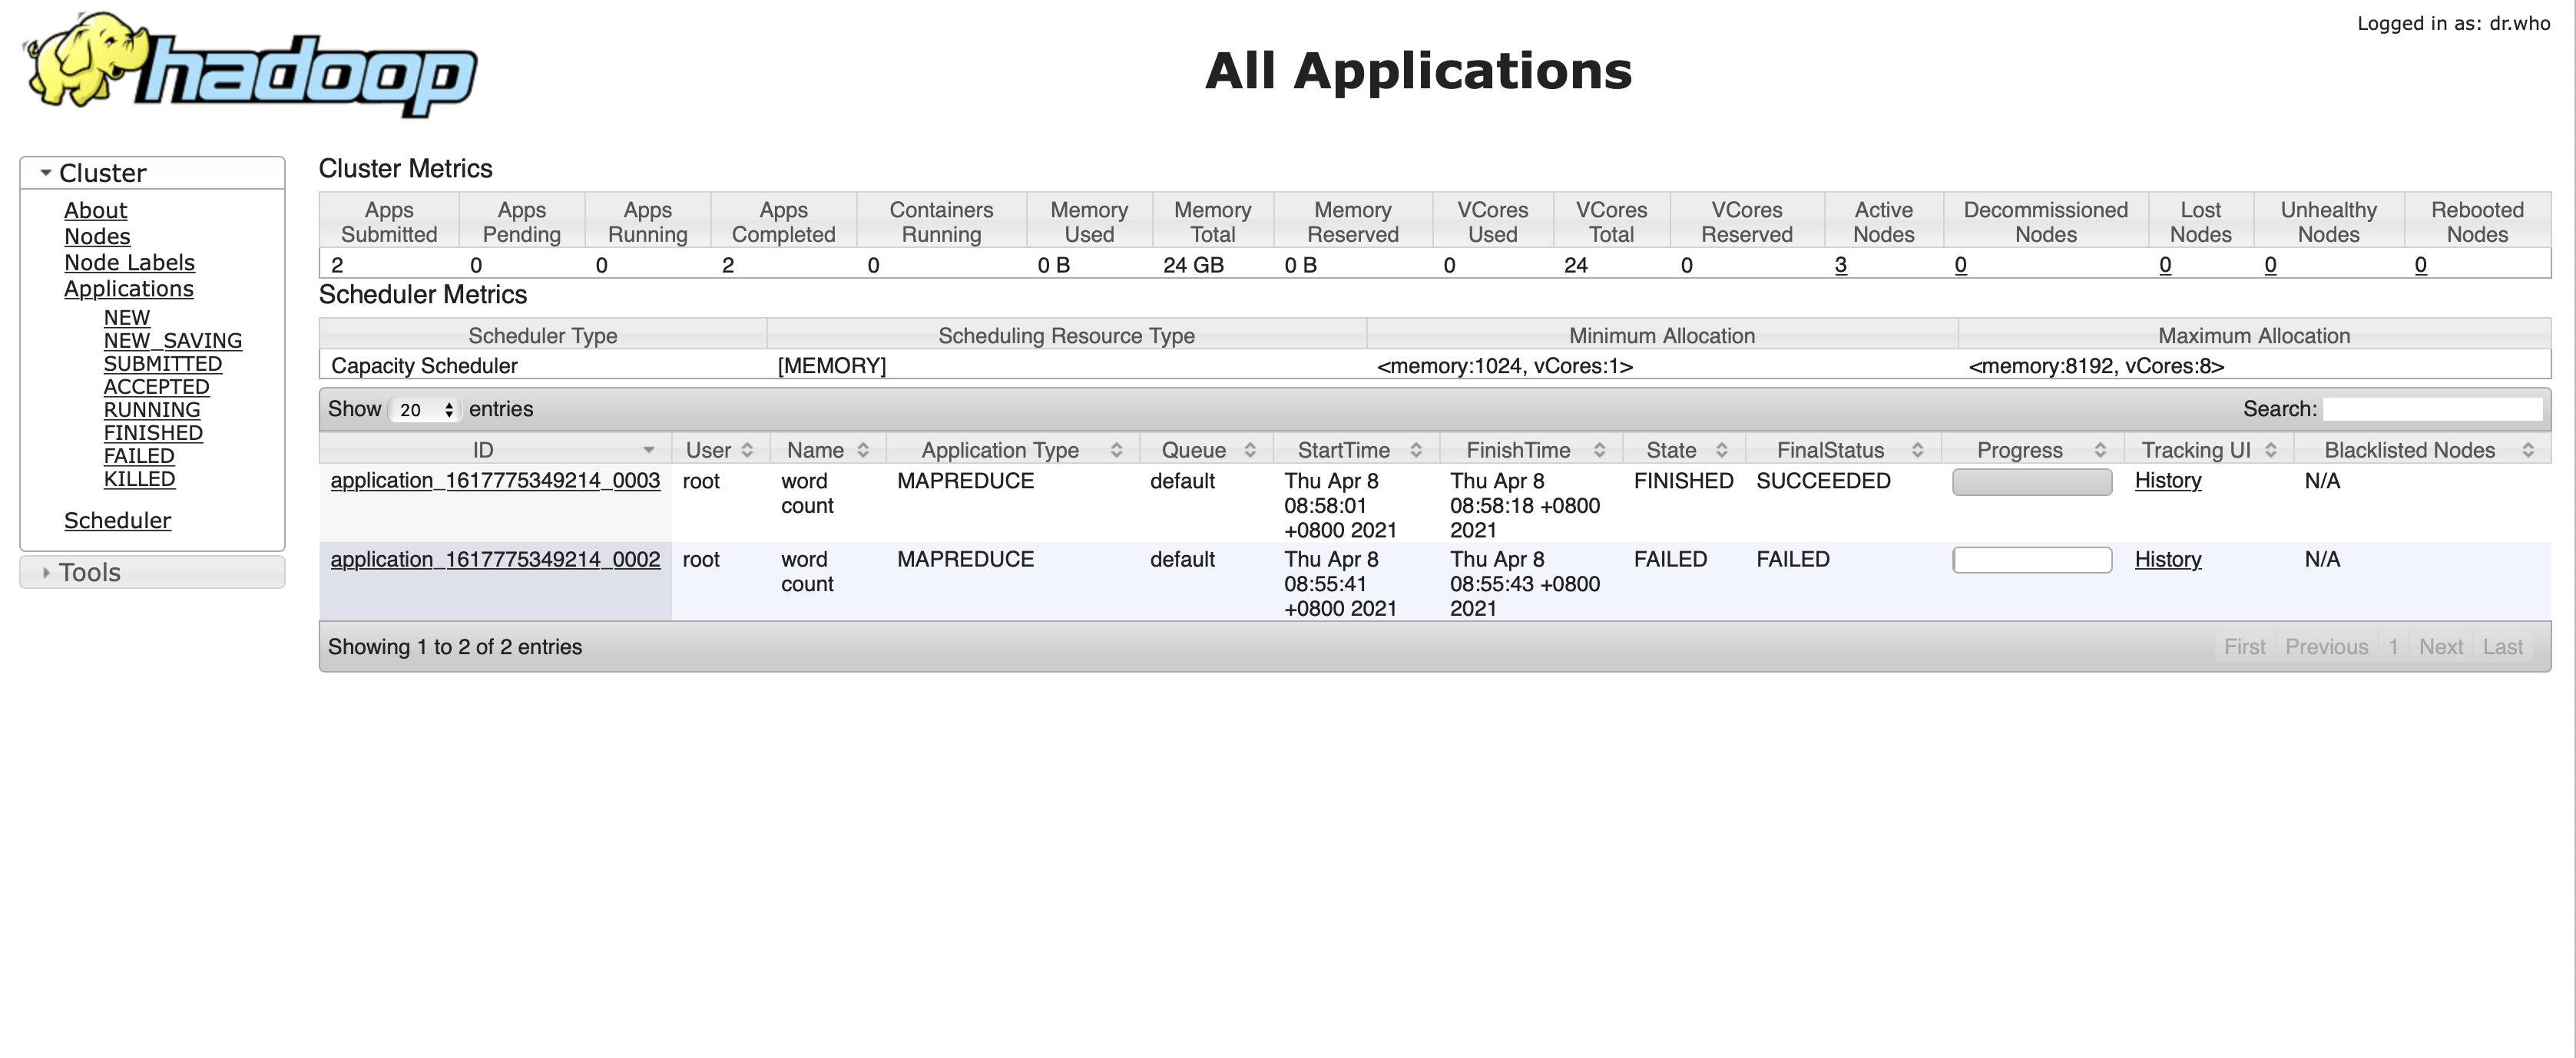 hadoop
Logged in as: dr.who
All Applications
Cluster
About
Nodes
Node Labels
Applications
NEW
NEW_SAVING
SUBMITTED
ACCEPTED
RUNNING
FINISHED
FAILED
KILLED
Scheduler
Tools
Cluster Metrics
Apps Submitted Apps Pending Apps Running Apps Completed Containers Running Memory Used Memory Total Memory Reserved VCores Used VCores Total VCores Reserved Active Nodes Decommissioned Nodes Lost Nodes Unhealthy Nodes Rebooted Nodes
2 0 0 2 0 0 B 24 GB 0 B 0 24 0 3 0 0 0 0
Scheduler Metrics
Scheduler Type Scheduling Resource Type Minimum Allocation Maximum Allocation
Capacity Scheduler [MEMORY] <memory:1024, vCores:1> <memory:8192, vCores:8>
Show 20 entries Search:
ID User Name Application Type Queue StartTime FinishTime State FinalStatus Progress Tracking UI Blacklisted Nodes
application_1617775349214_0003 root word count MAPREDUCE default Thu Apr 8 08:58:01 +0800 2021 Thu Apr 8 08:58:18 +0800 2021 FINISHED SUCCEEDED History N/A
application_1617775349214_0002 root word count MAPREDUCE default Thu Apr 8 08:55:41 +0800 2021 Thu Apr 8 08:55:43 +0800 2021 FAILED FAILED History N/A
Showing 1 to 2 of 2 entries First Previous 1 Next Last